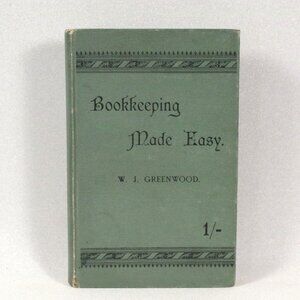 Bookkeeping
Made Easy.
W. J. GREENWOOD.
1/-